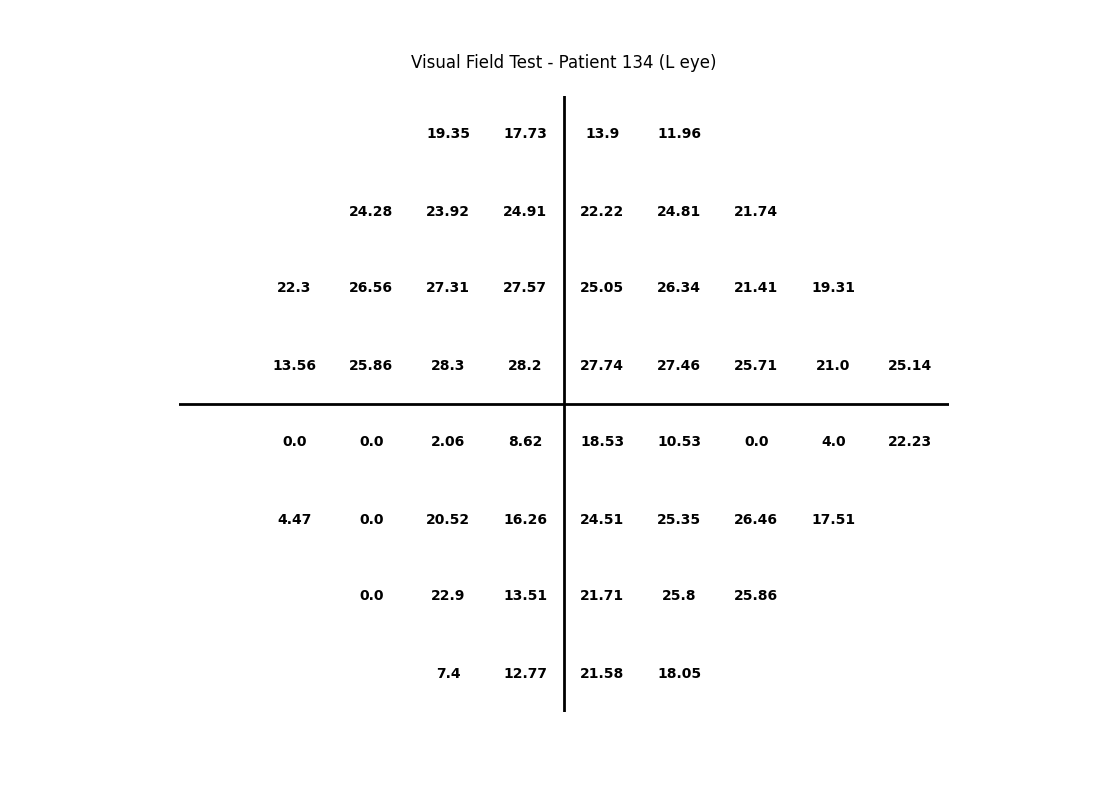 Visual Field Test - Patient 134 (L eye)
19.35 17.73 13.9 11.96
24.28 23.92 24.91 22.22 24.81 21.74
22.3 26.56 27.31 27.57 25.05 26.34 21.41 19.31
13.56 25.86 28.3 28.2 27.74 27.46 25.71 21.0 25.14
0.0 0.0 2.06 8.62 18.53 10.53 0.0 4.0 22.23
4.47 0.0 20.52 16.26 24.51 25.35 26.46 17.51
0.0 22.9 13.51 21.71 25.8 25.86
7.4 12.77 21.58 18.05